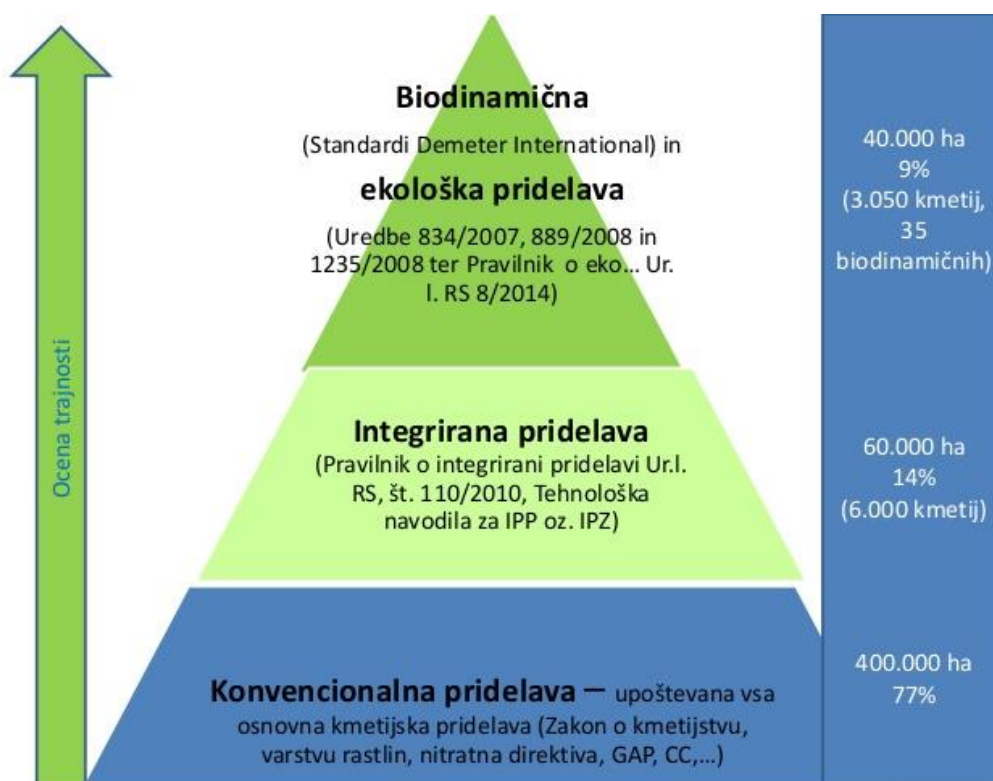 Ocena trajnosti
Biodinamična
(Standardi Demeter International) in
ekološka pridelava
(Uredbe 834/2007, 889/2008 in
1235/2008 ter Pravilnik o eko... Ur.
l. RS 8/2014)
40.000 ha
9%
(3.050 kmetij,
35
biodinamičnih)
Integrirana pridelava
(Pravilnik o integrirani pridelavi Ur.l.
RS, št. 110/2010, Tehnološka
navodila za IPP oz. IPZ)
60.000 ha
14%
(6.000 kmetij)
Konvencionalna pridelava – upoštevana vsa
osnovna kmetijska pridelava (Zakon o kmetijstvu,
varstvu rastlin, nitratna direktiva, GAP, CC,...)
400.000 ha
77%